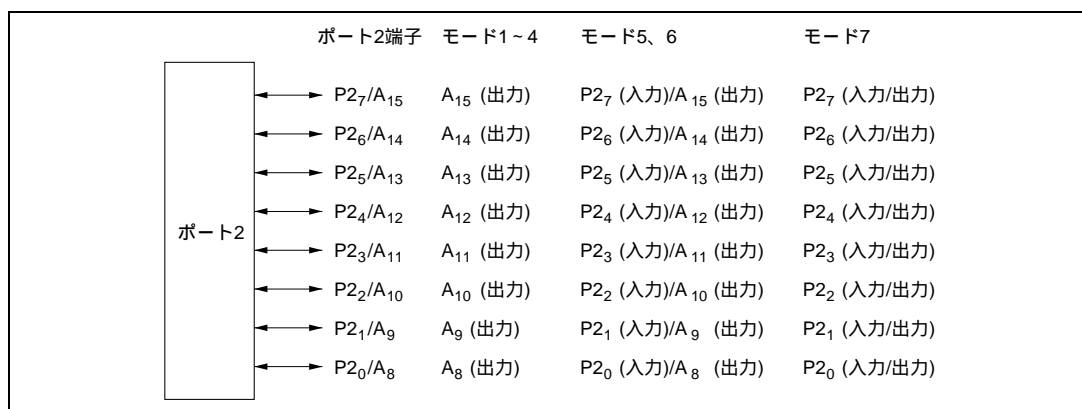 ポート2端子 モード1~4 モード5、6 モード7
P2₇/A₁₅ A₁₅ (出力) P2₇ (入力)/A₁₅ (出力) P2₇ (入力/出力)
P2₆/A₁₄ A₁₄ (出力) P2₆ (入力)/A₁₄ (出力) P2₆ (入力/出力)
P2₅/A₁₃ A₁₃ (出力) P2₅ (入力)/A₁₃ (出力) P2₅ (入力/出力)
P2₄/A₁₂ A₁₂ (出力) P2₄ (入力)/A₁₂ (出力) P2₄ (入力/出力)
ポート2
P2₃/A₁₁ A₁₁ (出力) P2₃ (入力)/A₁₁ (出力) P2₃ (入力/出力)
P2₂/A₁₀ A₁₀ (出力) P2₂ (入力)/A₁₀ (出力) P2₂ (入力/出力)
P2₁/A₉ A₉ (出力) P2₁ (入力)/A₉ (出力) P2₁ (入力/出力)
P2₀/A₈ A₈ (出力) P2₀ (入力)/A₈ (出力) P2₀ (入力/出力)